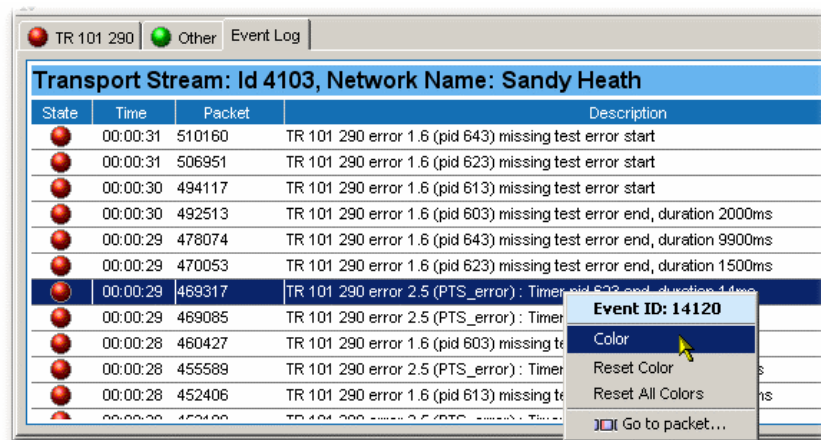 TR 101 290 Other Event Log
Transport Stream: Id 4103, Network Name: Sandy Heath
State Time Packet Description
00:00:31 510160 TR 101 290 error 1.6 (pid 643) missing test error start
00:00:31 506951 TR 101 290 error 1.6 (pid 623) missing test error start
00:00:30 494117 TR 101 290 error 1.6 (pid 613) missing test error start
00:00:30 492513 TR 101 290 error 1.6 (pid 603) missing test error end, duration 2000ms
00:00:29 478074 TR 101 290 error 1.6 (pid 643) missing test error end, duration 9900ms
00:00:29 470053 TR 101 290 error 1.6 (pid 623) missing test error end, duration 1500ms
00:00:29 469317 TR 101 290 error 2.5 (PTS_error) : Timer pid 623 end, duration 14ms
00:00:29 469085 TR 101 290 error 2.5 (PTS_error) : Timer
00:00:28 460427 TR 101 290 error 1.6 (pid 603) missing te
00:00:28 455589 TR 101 290 error 2.5 (PTS_error) : Timer s
00:00:28 452406 TR 101 290 error 1.6 (pid 613) missing te ns
Event ID: 14120
Color
Reset Color
Reset All Colors
Go to packet...